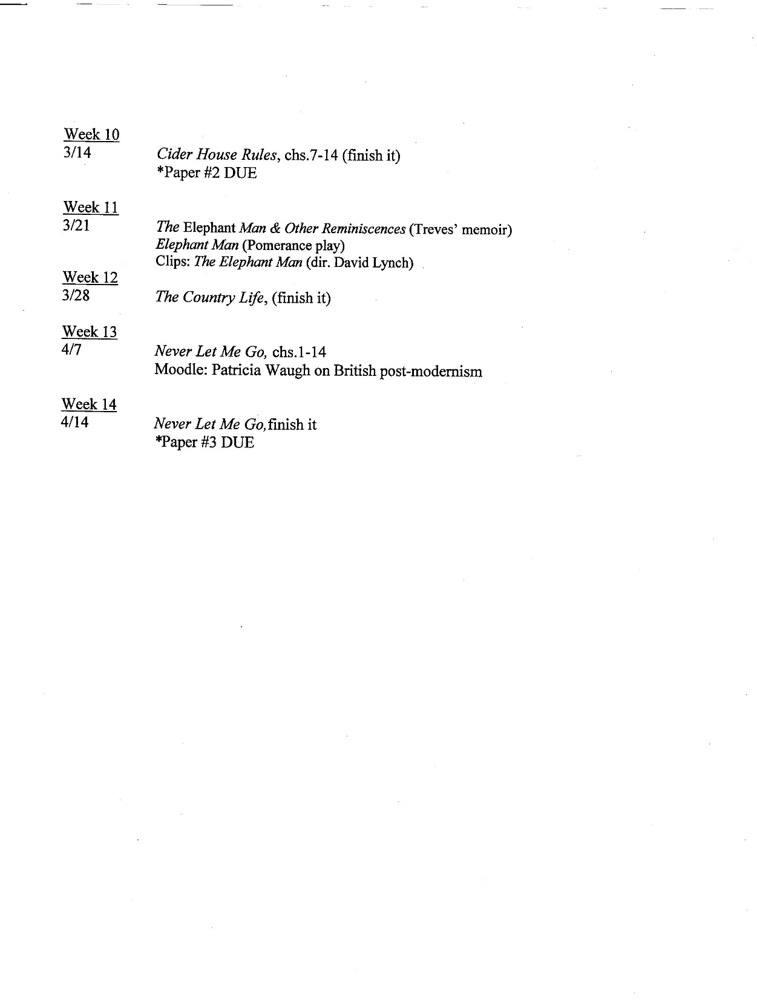 Week 10
3/14 Cider House Rules, chs.7-14 (finish it)
*Paper #2 DUE
Week 11
3/21 The Elephant Man & Other Reminiscences (Treves' memoir)
Elephant Man (Pomerance play)
Clips: The Elephant Man (dir. David Lynch)
Week 12
3/28 The Country Life, (finish it)
Week 13
4/7 Never Let Me Go, chs.1-14
Moodle: Patricia Waugh on British post-modernism
Week 14
4/14 Never Let Me Go,finish it
*Paper #3 DUE